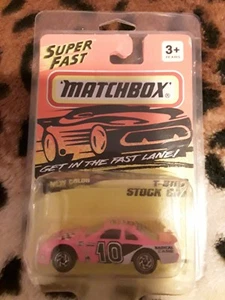 SUPER
FAST
3+
MATCHBOX
GET IN THE FAST LANE!
STOCK CAR
10